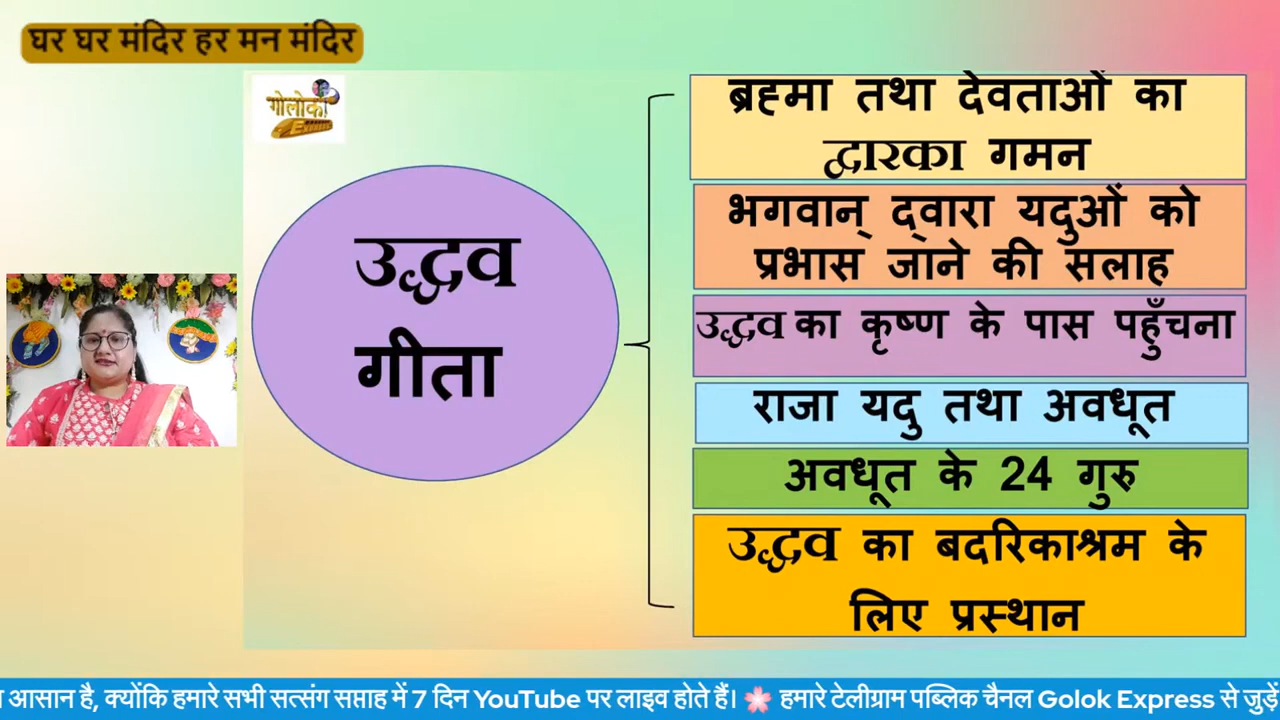 घर घर मंदिर हर मन मंदिर
गोलोक
Express
उद्धव
गीता
ब्रह्मा तथा देवताओं का
द्वारका गमन
भगवान् द्वारा यदुओं को
प्रभास जाने की सलाह
उद्धव का कृष्ण के पास पहुँचना
राजा यदु तथा अवधूत
अवधूत के 24 गुरु
उद्धव का बदरिकाश्रम के
लिए प्रस्थान
आसान है, क्योंकि हमारे सभी सत्संग सप्ताह में 7 दिन YouTube पर लाइव होते हैं। 🌸 हमारे टेलीग्राम पब्लिक चैनल Golok Express से जुड़ें